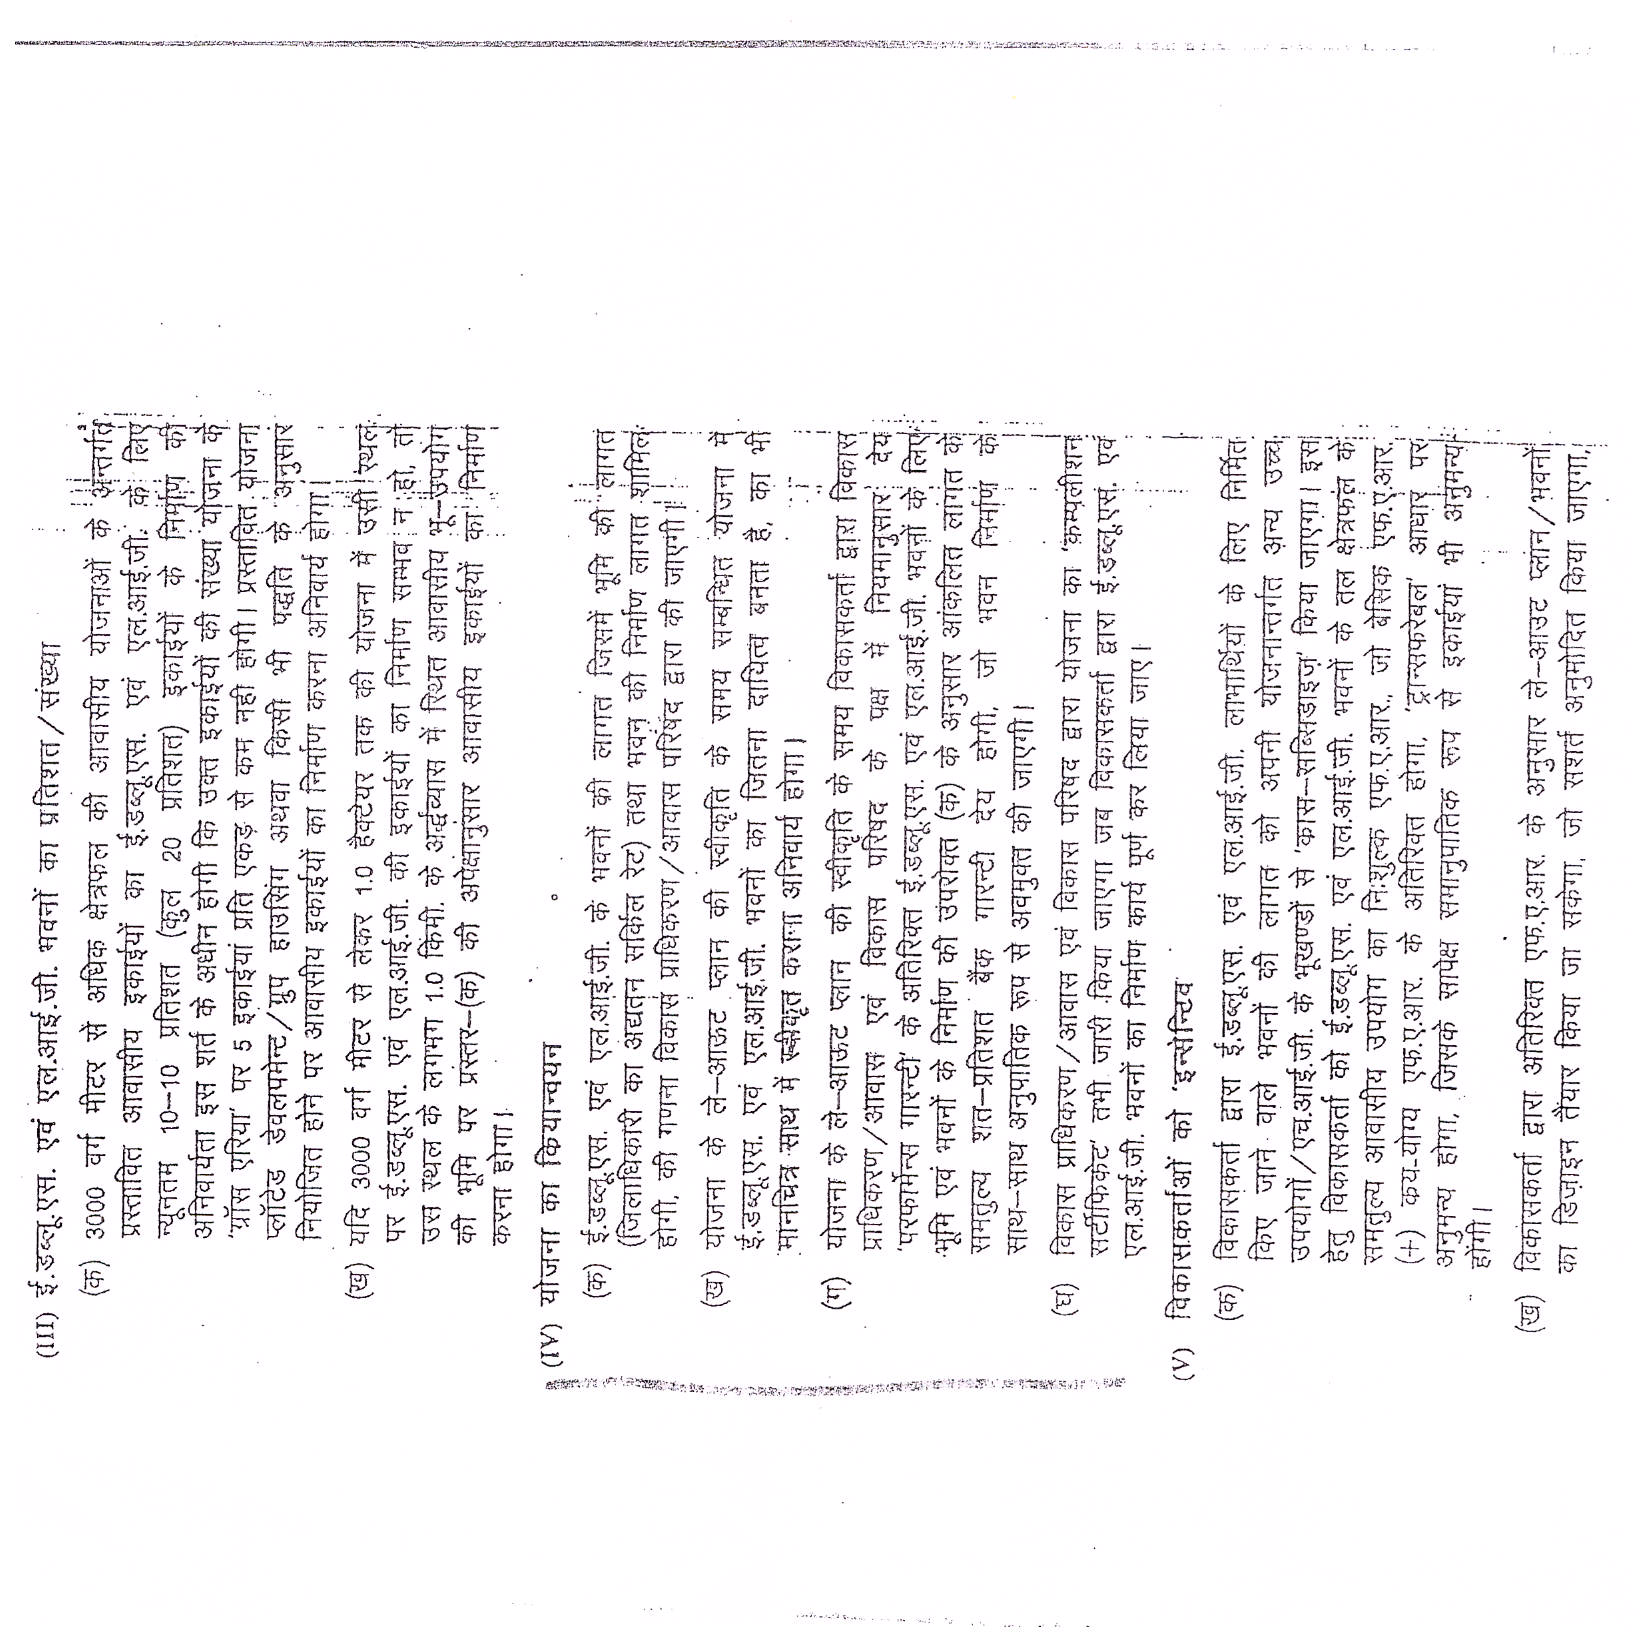 (III) ई.डब्लू.एस. एवं एल.आई.जी. भवनों का प्रतिशत/संख्या
(क) 3000 वर्ग मीटर से अधिक क्षेत्रफल की आवासीय योजनाओं के अन्तर्गत
प्रस्तावित आवासीय इकाईयों का ई.डब्लू.एस. एवं एल.आई.जी. के लिए
न्यूनतम 10-10 प्रतिशत (कुल 20 प्रतिशत) इकाईयों के निर्माण की
अनिवार्यता इस शर्त के अधीन होगी कि उक्त इकाईयों की संख्या योजना के
'ग्रॉस एरिया' पर 5 इकाईयां प्रति एकड़ से कम नहीं होगी। प्रस्तावित योजना
प्लॉटेड डेवलपमेन्ट/ग्रुप हाउसिंग अथवा किसी भी पद्धति के अनुसार
नियोजित होने पर आवासीय इकाईयों का निर्माण करना अनिवार्य होगा।
(ख) यदि 3000 वर्ग मीटर से लेकर 1.0 हैक्टेयर तक की योजना में उसी स्थल
पर ई.डब्लू.एस. एवं एल.आई.जी. की इकाईयों का निर्माण सम्भव न हो, तो
उस स्थल के लगभग 1.0 किमी. के अर्द्धव्यास में स्थित आवासीय भू-उपयोग
की भूमि पर प्रस्तर-(क) की अपेक्षानुसार आवासीय इकाईयों का निर्माण
करना होगा।
(IV) योजना का क्रियान्वयन
(क) ई.डब्लू.एस. एवं एल.आई.जी. के भवनों की लागत जिसमें भूमि की लागत
(जिलाधिकारी का अद्यतन सर्किल रेट) तथा भवन की निर्माण लागत शामिल
होगी, की गणना विकास प्राधिकरण/आवास परिषद द्वारा की जाएगी।
(ख) योजना के ले-आऊट प्लान की स्वीकृति के समय सम्बन्धित योजना में
ई.डब्लू.एस. एवं एल.आई.जी. भवनों का जितना दायित्व बनता है, का भी
मानचित्र साथ में स्वीकृत कराना अनिवार्य होगा।
(ग) योजना के ले-आऊट प्लान की स्वीकृति के समय विकासकर्ता द्वारा विकास
प्राधिकरण/आवास एवं विकास परिषद के पक्ष में नियमानुसार देय
'परफार्मेन्स गारन्टी' के अतिरिक्त ई.डब्लू.एस. एवं एल.आई.जी. भवनों के लिए
भूमि एवं भवनों के निर्माण की उपरोक्त (क) के अनुसार आंकलित लागत के
समतुल्य शत-प्रतिशत बैंक गारन्टी देय होगी, जो भवन निर्माण के
साथ-साथ अनुपातिक रूप से अवमुक्त की जाएगी।
(घ) विकास प्राधिकरण/आवास एवं विकास परिषद द्वारा योजना का 'कम्पलीशन
सर्टीफिकेट' तभी जारी किया जाएगा जब विकासकर्ता द्वारा ई.डब्लू.एस. एवं
एल.आई.जी. भवनों का निर्माण कार्य पूर्ण कर लिया जाए।
(V) विकासकर्ताओं को 'इन्सेन्टिव'
(क) विकासकर्ता द्वारा ई.डब्लू.एस. एवं एल.आई.जी. लाभार्थियों के लिए निर्मित
किए जाने वाले भवनों की लागत को अपनी योजनान्तर्गत अन्य उच्च
उपयोगों/एच.आई.जी. के भूखण्डों से 'क्रास-सब्सिडाइज़' किया जाएगा। इस
हेतु विकासकर्ता को ई.डब्लू.एस. एवं एल.आई.जी. भवनों के तल क्षेत्रफल के
समतुल्य आवासीय उपयोग का निःशुल्क एफ.ए.आर., जो बेसिक एफ.ए.आर.
(+) क्रय-योग्य एफ.ए.आर. के अतिरिक्त होगा, 'ट्रान्सफरेबल' आधार पर
अनुमन्य होगा, जिसके सापेक्ष समानुपातिक रूप से इकाईयां भी अनुमन्य
होंगी।
(ख) विकासकर्ता द्वारा अतिरिक्त एफ.ए.आर. के अनुसार ले-आउट प्लान/भवनों
का डिज़ाइन तैयार किया जा सकेगा, जो सशर्त अनुमोदित किया जाएगा,